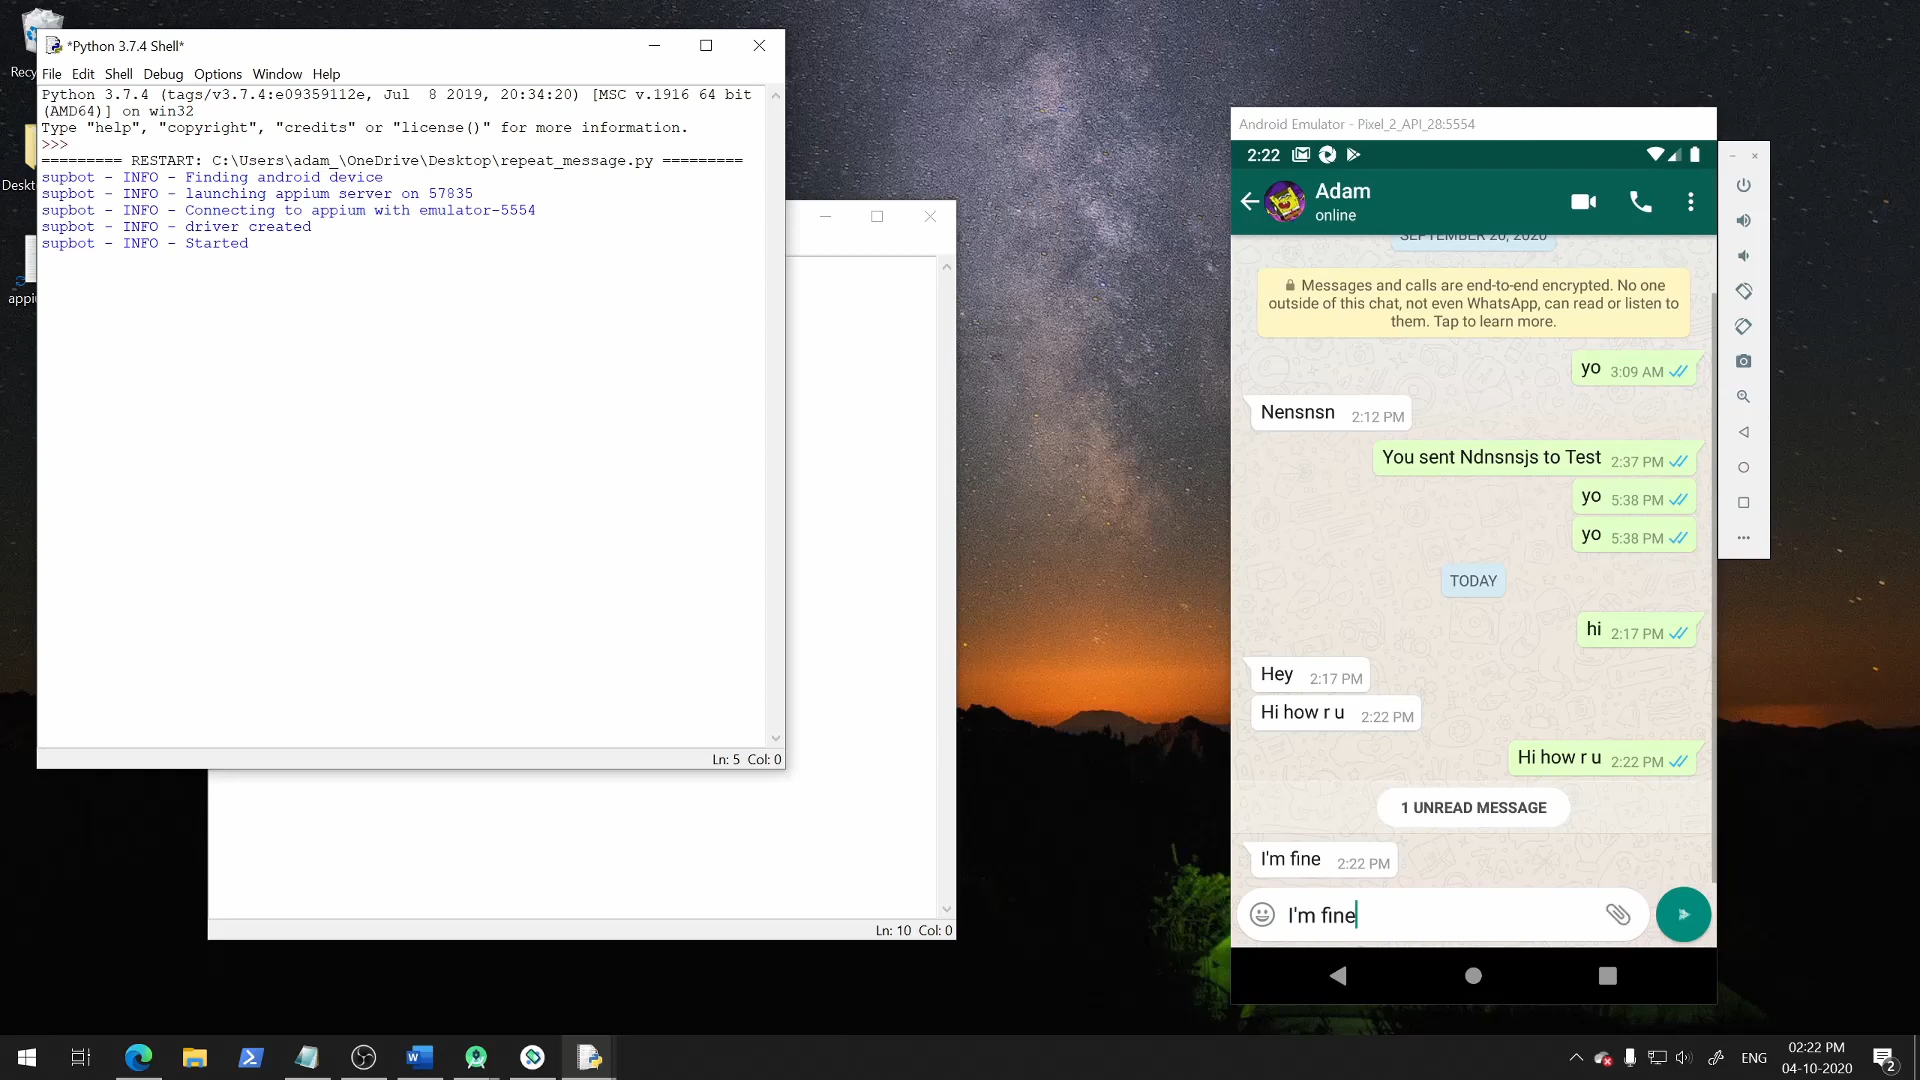 Recy
Deskt
appiu
*Python 3.7.4 Shell*
File Edit Shell Debug Options Window Help
Python 3.7.4 (tags/v3.7.4:e09359112e, Jul  8 2019, 20:34:20) [MSC v.1916 64 bit
(AMD64)] on win32
Type "help", "copyright", "credits" or "license()" for more information.
>>>
========= RESTART: C:\Users\adam_\OneDrive\Desktop\repeat_message.py =========
supbot - INFO - Finding android device
supbot - INFO - launching appium server on 57835
supbot - INFO - Connecting to appium with emulator-5554
supbot - INFO - driver created
supbot - INFO - Started
Ln: 5 Col: 0
Ln: 10 Col: 0
Android Emulator - Pixel_2_API_28:5554
2:22
Adam
online
SEPTEMBER 20, 2020
Messages and calls are end-to-end encrypted. No one
outside of this chat, not even WhatsApp, can read or listen to
them. Tap to learn more.
yo 3:09 AM
Nensnsn 2:12 PM
You sent Ndnsnsjs to Test 2:37 PM
yo 5:38 PM
yo 5:38 PM
TODAY
hi 2:17 PM
Hey 2:17 PM
Hi how r u 2:22 PM
Hi how r u 2:22 PM
1 UNREAD MESSAGE
I'm fine 2:22 PM
I'm fine
ENG
02:22 PM
04-10-2020
2